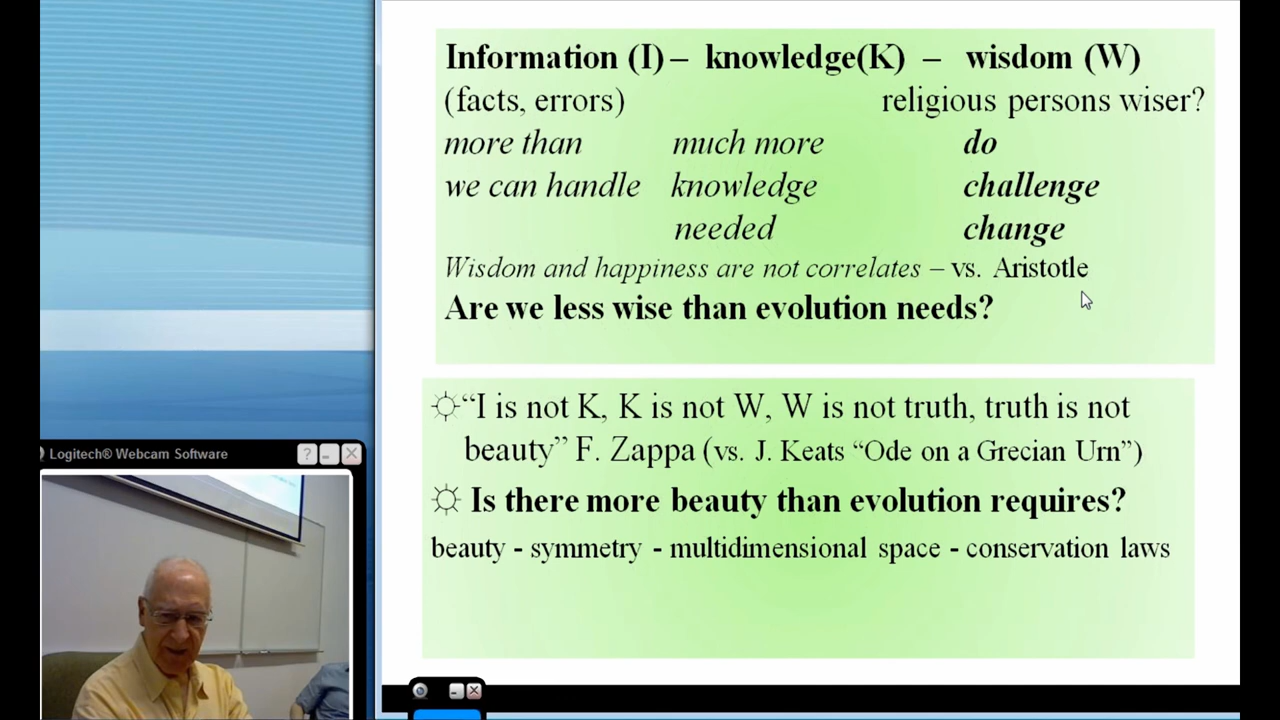 Information (I) – knowledge(K) – wisdom (W)
(facts, errors) religious persons wiser?
more than much more do
we can handle knowledge challenge
needed change
Wisdom and happiness are not correlates – vs. Aristotle
Are we less wise than evolution needs?
☼“I is not K, K is not W, W is not truth, truth is not
beauty” F. Zappa (vs. J. Keats “Ode on a Grecian Urn”)
☼ Is there more beauty than evolution requires?
beauty - symmetry - multidimensional space - conservation laws
Logitech® Webcam Software